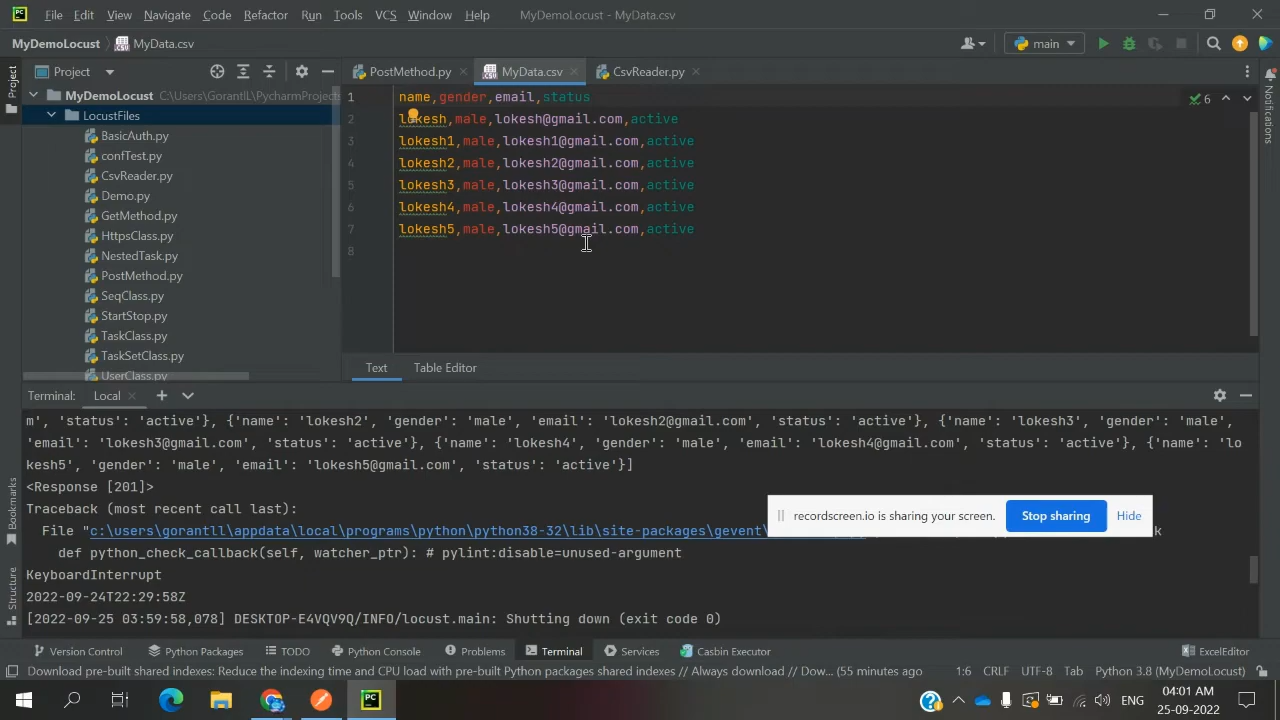 File Edit View Navigate Code Refactor Run Tools VCS Window Help MyDemoLocust - MyData.csv
MyDemoLocust MyData.csv main
Project
Project
PostMethod.py MyData.csv CsvReader.py
Notifications
MyDemoLocust C:\Users\GorantlL\PycharmProjects
LocustFiles
BasicAuth.py
confTest.py
CsvReader.py
Demo.py
GetMethod.py
HttpsClass.py
NestedTask.py
PostMethod.py
SeqClass.py
StartStop.py
TaskClass.py
TaskSetClass.py
UserClass.py
1 name,gender,email,status
2 lokesh,male,lokesh@gmail.com,active
3 lokesh1,male,lokesh1@gmail.com,active
4 lokesh2,male,lokesh2@gmail.com,active
5 lokesh3,male,lokesh3@gmail.com,active
6 lokesh4,male,lokesh4@gmail.com,active
7 lokesh5,male,lokesh5@gmail.com,active
8
6
Text Table Editor
Terminal: Local
m', 'status': 'active'}, {'name': 'lokesh2', 'gender': 'male', 'email': 'lokesh2@gmail.com', 'status': 'active'}, {'name': 'lokesh3', 'gender': 'male',
'email': 'lokesh3@gmail.com', 'status': 'active'}, {'name': 'lokesh4', 'gender': 'male', 'email': 'lokesh4@gmail.com', 'status': 'active'}, {'name': 'lo
kesh5', 'gender': 'male', 'email': 'lokesh5@gmail.com', 'status': 'active'}]
<Response [201]>
Traceback (most recent call last):
File "c:\users\gorantll\appdata\local\programs\python\python38-32\lib\site-packages\gevent\
def python_check_callback(self, watcher_ptr): # pylint:disable=unused-argument
KeyboardInterrupt
2022-09-24T22:29:58Z
[2022-09-25 03:59:58,078] DESKTOP-E4VQV9Q/INFO/locust.main: Shutting down (exit code 0)
recordscreen.io is sharing your screen. Stop sharing Hide
Bookmarks
Structure
Version Control Python Packages TODO Python Console Problems Terminal Services Casbin Executor ExcelEditor
Download pre-built shared indexes: Reduce the indexing time and CPU load with pre-built Python packages shared indexes // Always download // Dow... (55 minutes ago) 1:6 CRLF UTF-8 Tab Python 3.8 (MyDemoLocust)
ENG 04:01 AM
25-09-2022